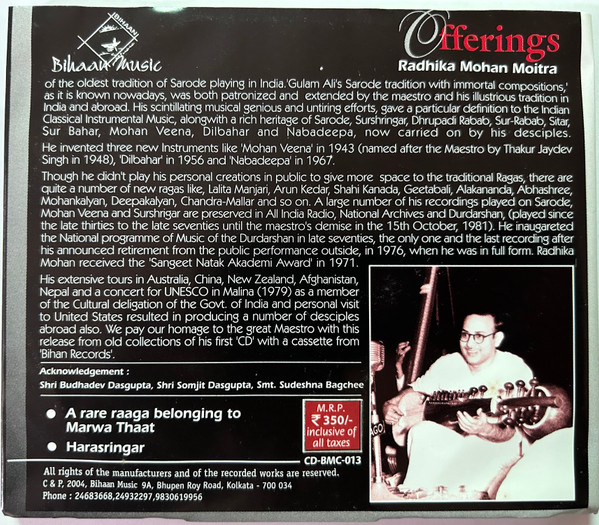 BIHAAN
Bihaan Music
Offerings
Radhika Mohan Moitra
of the oldest tradition of Sarode playing in India.'Gulam Ali's Sarode tradition with immortal compositions,'
as it is known nowadays, was both patronized and extended by the maestro and his illustrious tradition in
India and abroad. His scintillating musical genious and untiring efforts, gave a particular definition to the Indian
Classical Instrumental Music, alongwith a rich heritage of Sarode, Surshringar, Dhrupadi Rabab, Sur-Rabab, Sitar,
Sur Bahar, Mohan Veena, Dilbahar and Nabadeepa, now carried on by his disciples.
He invented three new Instruments like 'Mohan Veena' in 1943 (named after the Maestro by Thakur Jaydev
Singh in 1948), 'Dilbahar' in 1956 and 'Nabadeepa' in 1967.
Though he didn't play his personal creations in public to give more space to the traditional Ragas, there are
quite a number of new ragas like, Lalita Manjari, Arun Kedar, Shahi Kanada, Geetabali, Alakananda, Abhashree,
Mohankalyan, Deepakalyan, Chandra-Mallar and so on. A large number of his recordings played on Sarode,
Mohan Veena and Surshrigar are preserved in All India Radio, National Archives and Durdarshan, (played since
the late thirties to the late seventies until the maestro's demise in the 15th October, 1981). He inaugareted
the National programme of Music of the Durdarshan in late seventies, the only one and the last recording after
his announced retirement from the public performance outside, in 1976, when he was in full form. Radhika
Mohan received the 'Sangeet Natak Akademi Award' in 1971.
His extensive tours in Australia, China, New Zealand, Afghanistan,
Nepal and a concert for UNESCO in Malina (1979) as a member
of the Cultural deligation of the Govt. of India and personal visit
to United States resulted in producing a number of desciples
abroad also. We pay our homage to the great Maestro with this
release from old collections of his first 'CD' with a cassette from
'Bihan Records'.
Acknowledgement :
Shri Budhadev Dasgupta, Shri Somjit Dasgupta, Smt. Sudeshna Bagchee
● A rare raaga belonging to
Marwa Thaat
● Harasringar
M.R.P.
₹ 350/-
inclusive of
all taxes
CD-BMC-013
All rights of the manufacturers and of the recorded works are reserved.
C & P, 2004, Bihaan Music 9A, Bhupen Roy Road, Kolkata - 700 034
Phone : 24683668,24932297,9830619956